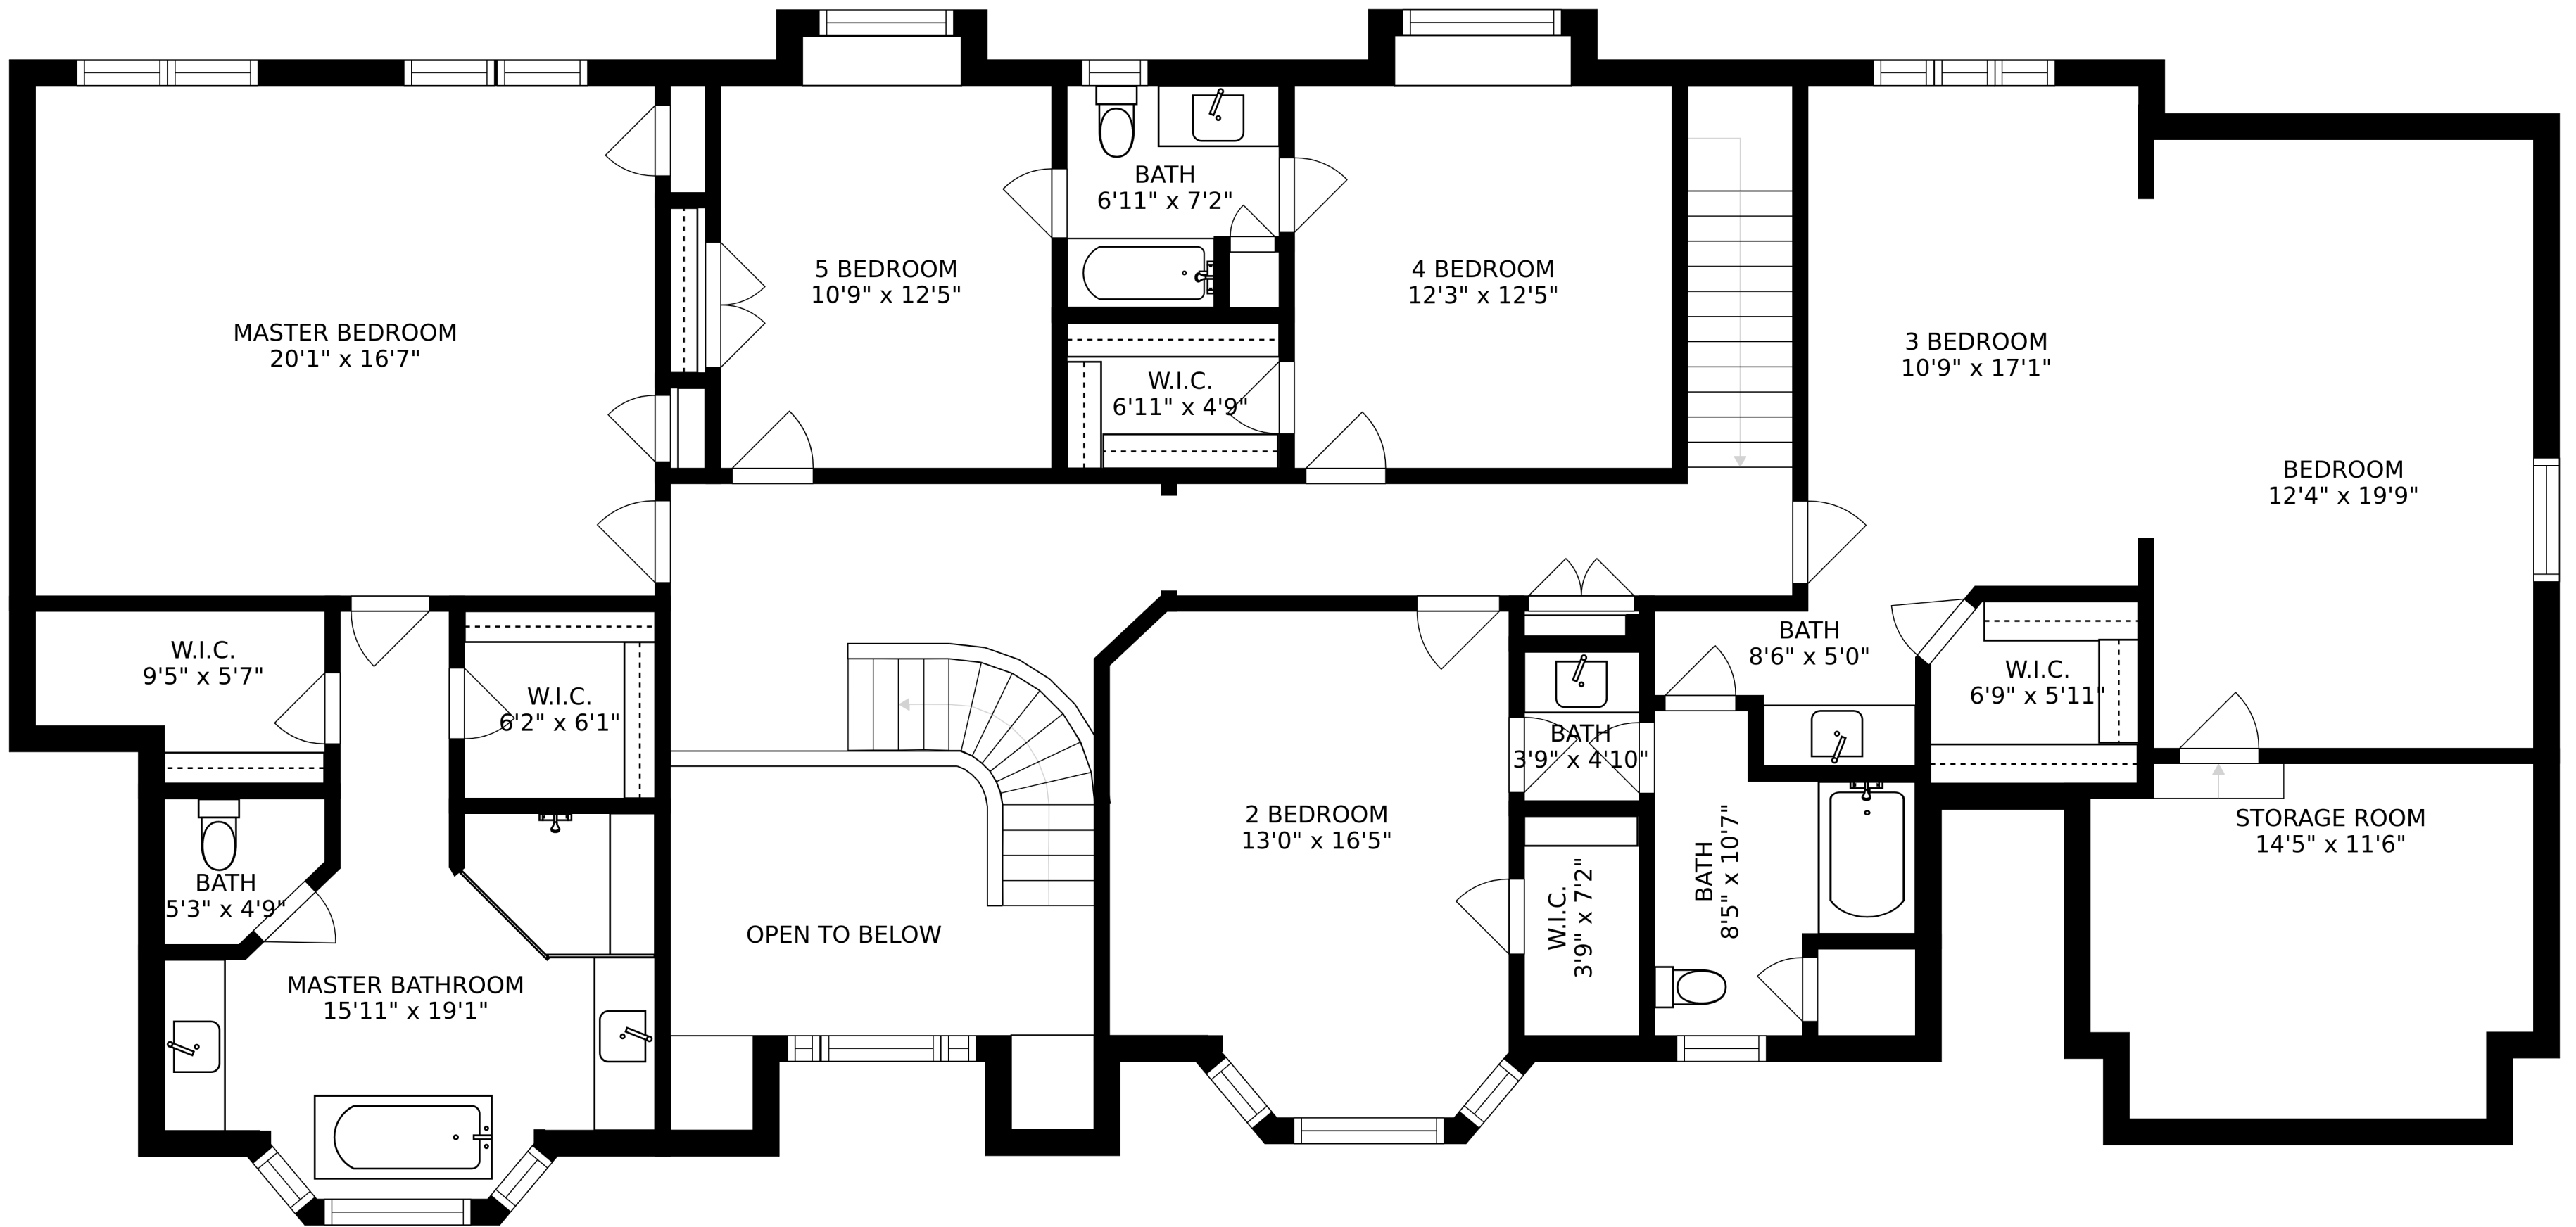 BATH
6'11" x 7'2"
5 BEDROOM
10'9" x 12'5"
4 BEDROOM
12'3" x 12'5"
MASTER BEDROOM
20'1" x 16'7"
3 BEDROOM
10'9" x 17'1"
W.I.C.
6'11" x 4'9"
BEDROOM
12'4" x 19'9"
W.I.C.
9'5" x 5'7"
BATH
8'6" x 5'0"
W.I.C.
6'9" x 5'11"
W.I.C.
6'2" x 6'1"
BATH
3'9" x 4'10"
2 BEDROOM
13'0" x 16'5"
STORAGE ROOM
14'5" x 11'6"
BATH
8'5" x 10'7"
BATH
5'3" x 4'9"
W.I.C.
3'9" x 7'2"
OPEN TO BELOW
MASTER BATHROOM
15'11" x 19'1"